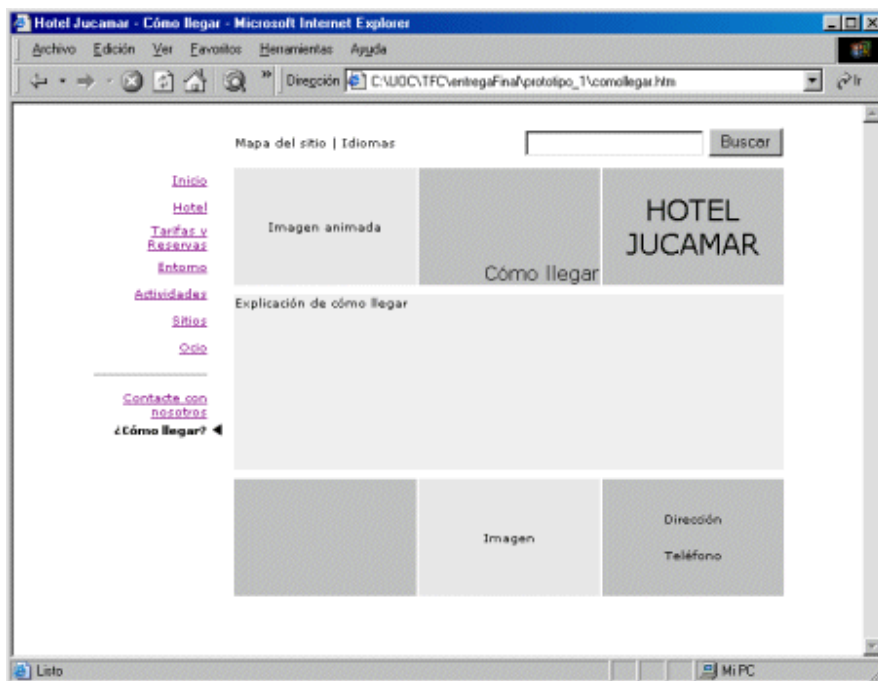 Hotel Jucamar - Cómo llegar - Microsoft Internet Explorer
Archivo Edición Ver Favoritos Herramientas Ayuda
» Dirección C:\UOC\TFC\entregaFinal\prototipo_1\comollegar.htm Ir
Mapa del sitio | Idiomas Buscar
Inicio
Hotel
Tarifas y
Reservas
Entorno
Actividades
Sitios
Ocio
Contacte con
nosotros
¿Cómo llegar?
Imagen animada
Cómo llegar
HOTEL
JUCAMAR
Explicación de cómo llegar
Imagen
Dirección
Teléfono
Listo Mi PC